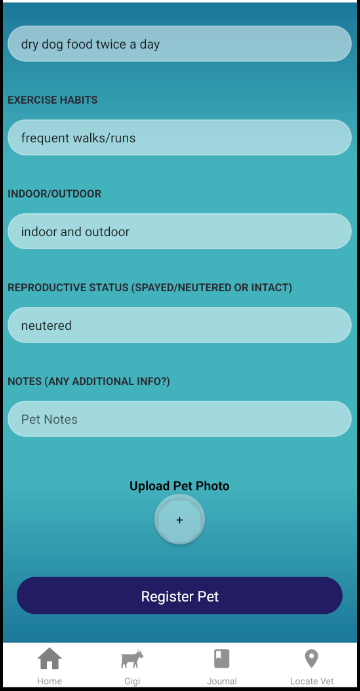 dry dog food twice a day
EXERCISE HABITS
frequent walks/runs
INDOOR/OUTDOOR
indoor and outdoor
REPRODUCTIVE STATUS (SPAYED/NEUTERED OR INTACT)
neutered
NOTES (ANY ADDITIONAL INFO?)
Pet Notes
Upload Pet Photo
+
Register Pet
Home Gigi Journal Locate Vet